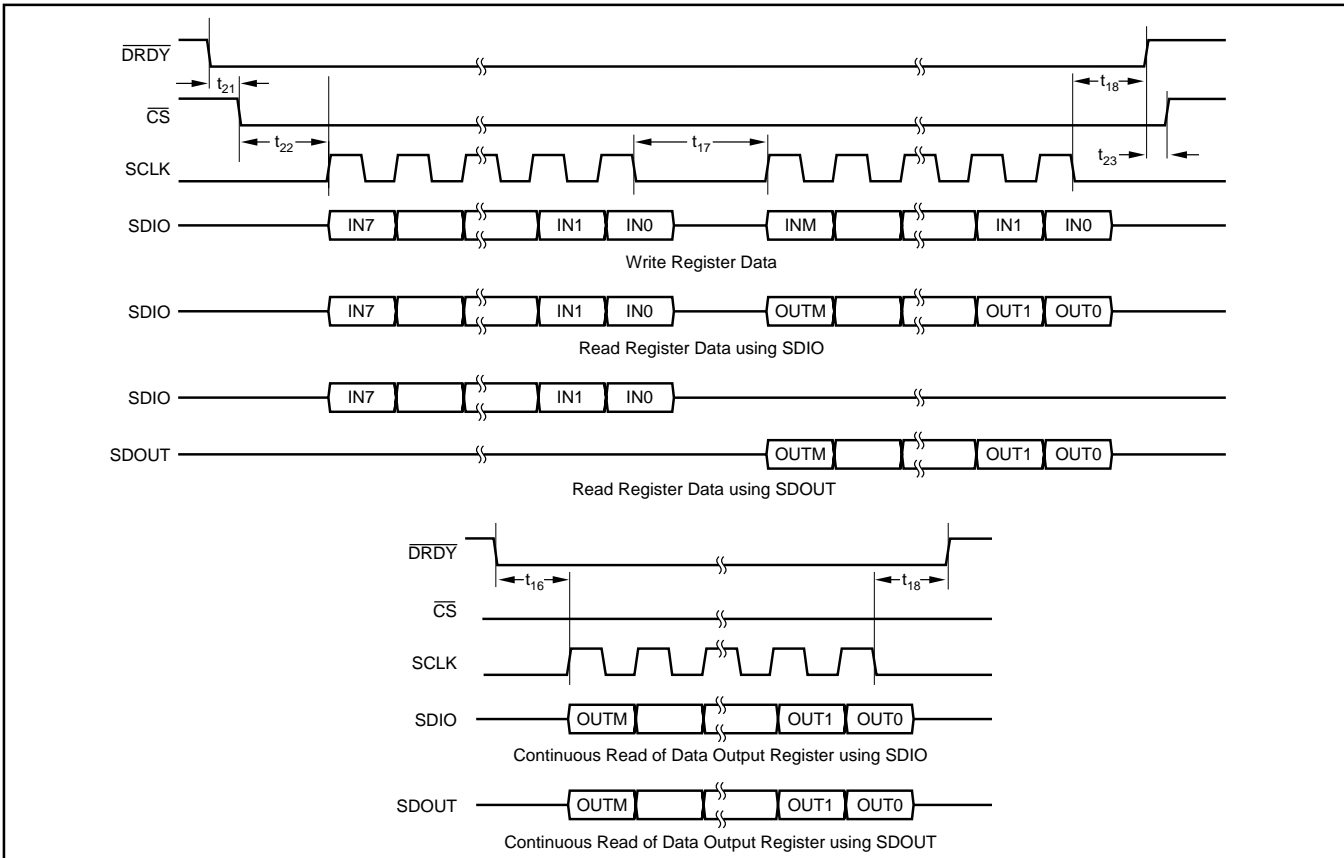 DRDY
t21
t18
CS
t22
t17
t23
SCLK
SDIO IN7 IN1 IN0 INM IN1 IN0
Write Register Data
SDIO IN7 IN1 IN0 OUTM OUT1 OUT0
Read Register Data using SDIO
SDIO IN7 IN1 IN0
SDOUT OUTM OUT1 OUT0
Read Register Data using SDOUT
DRDY
t16 t18
CS
SCLK
SDIO OUTM OUT1 OUT0
Continuous Read of Data Output Register using SDIO
SDOUT OUTM OUT1 OUT0
Continuous Read of Data Output Register using SDOUT